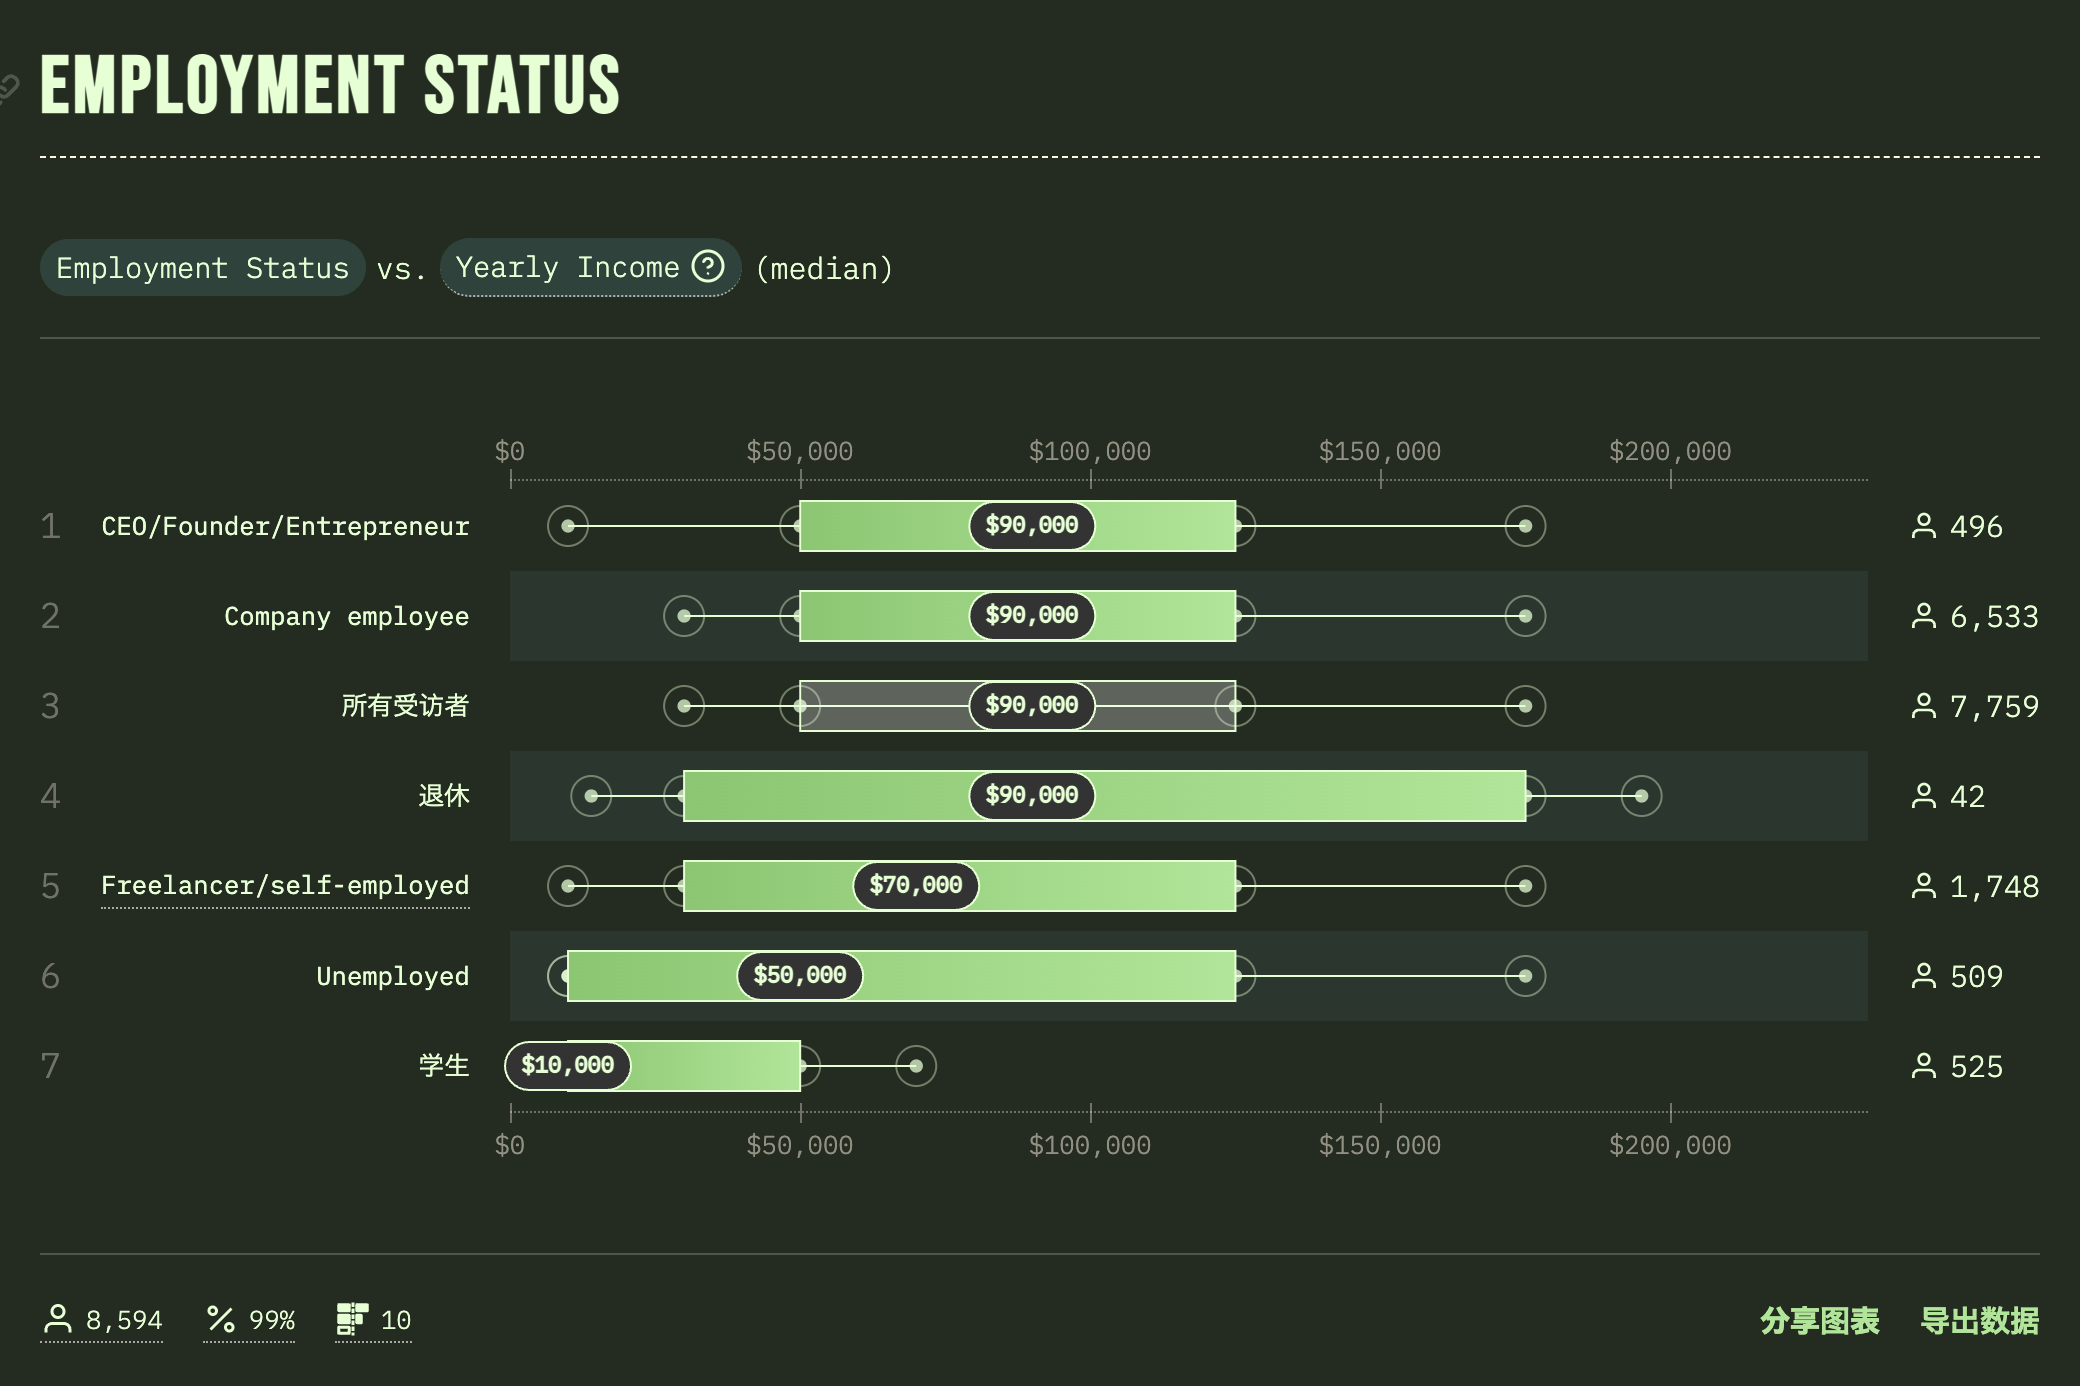 EMPLOYMENT STATUS
Employment Status vs. Yearly Income (median)
$0 $50,000 $100,000 $150,000 $200,000
1 CEO/Founder/Entrepreneur $90,000 496
2 Company employee $90,000 6,533
3 所有受访者 $90,000 7,759
4 退休 $90,000 42
5 Freelancer/self-employed $70,000 1,748
6 Unemployed $50,000 509
7 学生 $10,000 525
$0 $50,000 $100,000 $150,000 $200,000
8,594 99% 10 分享图表 导出数据